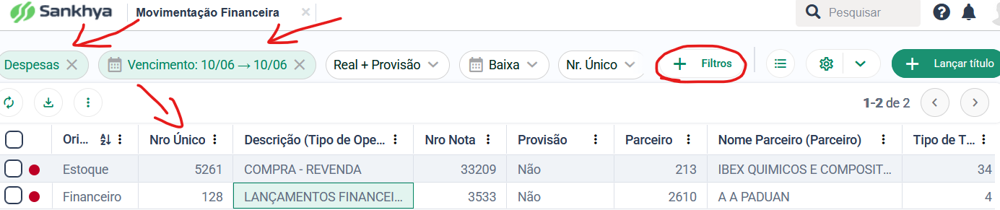 Sankhya Movimentação Financeira Pesquisar
Despesas Vencimento: 10/06 → 10/06 Real + Provisão Baixa Nr. Único Filtros Lançar título
1-2 de 2
Ori... Nro Único Descrição (Tipo de Ope... Nro Nota Provisão Parceiro Nome Parceiro (Parceiro) Tipo de T...
Estoque 5261 COMPRA - REVENDA 33209 Não 213 IBEX QUIMICOS E COMPOSIT... 34
Financeiro 128 LANÇAMENTOS FINANCEI... 3533 Não 2610 A A PADUAN 4